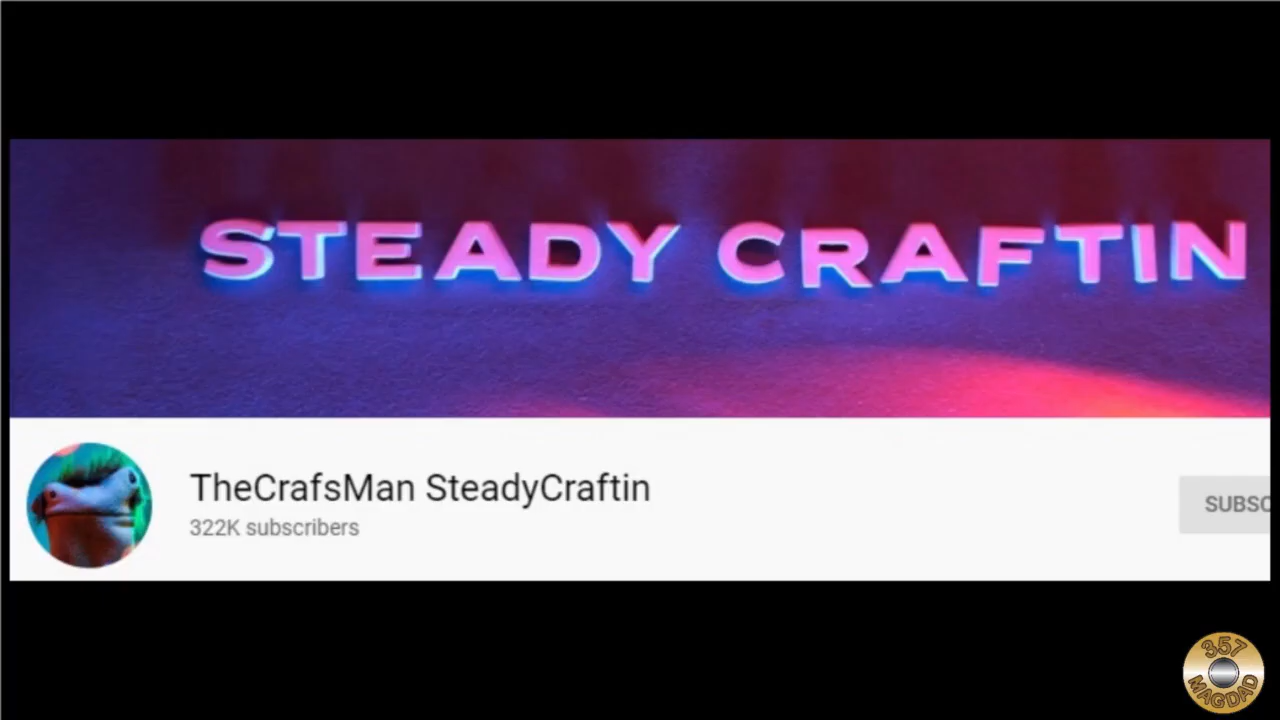 STEADY CRAFTIN
TheCrafsMan SteadyCraftin
322K subscribers
SUBSC
357
MAGDAD